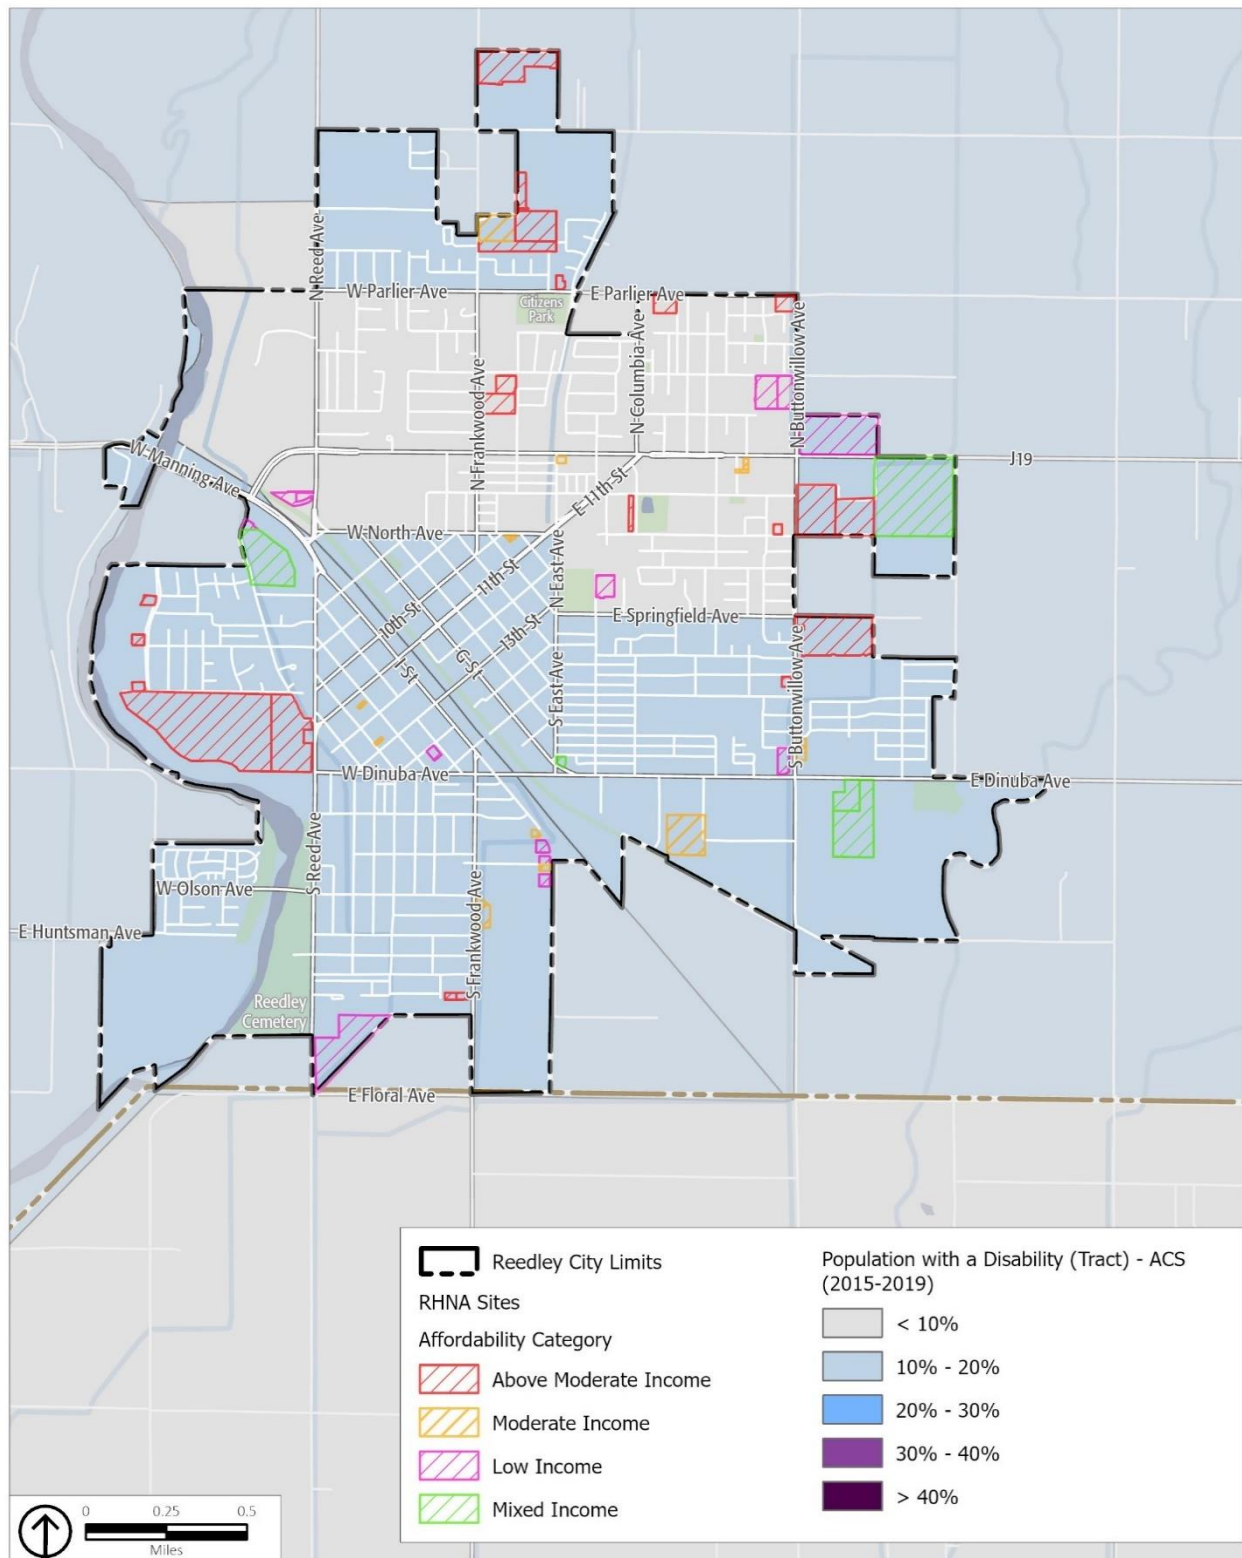 N Reed Ave
W Parlier Ave
Citizens
Park
E Parlier Ave
N Frankwood Ave
N Columbia Ave
N Buttonwillow Ave
W Manning Ave
J19
E 11th St
W North Ave
N East Ave
11th St
10th St
13th St
E Springfield Ave
I St
G St
S East Ave
S Buttonwillow Ave
W Dinuba Ave
E Dinuba Ave
S Reed Ave
W Olson Ave
S Frankwood Ave
E Huntsman Ave
Reedley
Cemetery
E Floral Ave
Reedley City Limits
RHNA Sites
Affordability Category
Above Moderate Income
Moderate Income
Low Income
Mixed Income
Population with a Disability (Tract) - ACS
(2015-2019)
< 10%
10% - 20%
20% - 30%
30% - 40%
> 40%
0 0.25 0.5
Miles